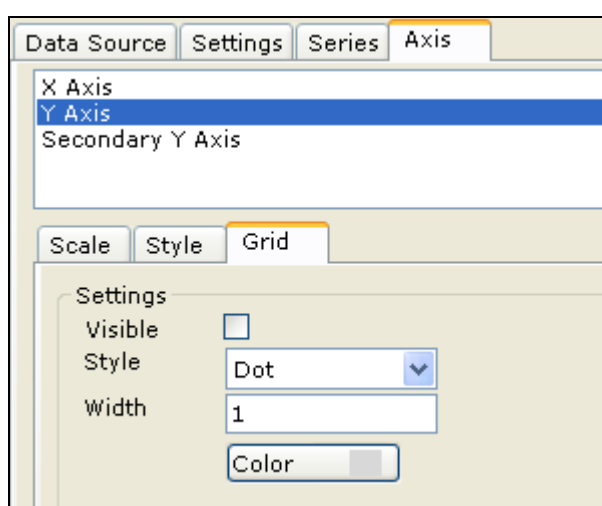 Data Source Settings Series Axis
X Axis
Y Axis
Secondary Y Axis
Scale Style Grid
Settings
Visible
Style Dot
Width 1
Color